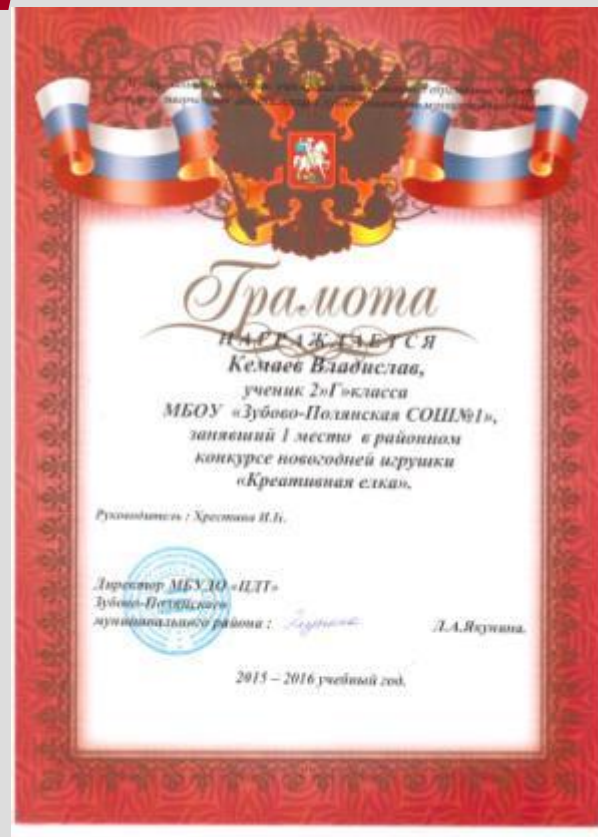 Грамота
НАГРАЖДАЕТСЯ
Кемаев Владислав,
ученик 2»Г»класса
МБОУ «Зубово-Полянская СОШ№1»,
занявший 1 место в районном
конкурсе новогодней игрушки
«Креативная елка».
Руководитель : Хрестина
Директор МБУДО «ЦДТ»
Зубово-Полянского
муниципального района :
Л.А.Якунина.
2015 – 2016 учебный год.